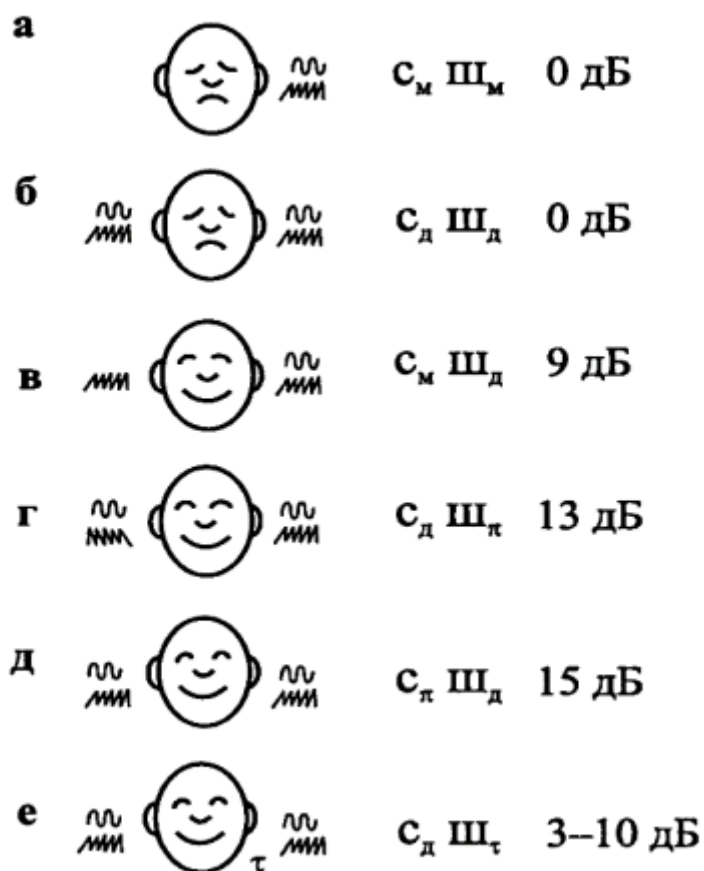 а с_м ш_м 0 дБ
б с_д ш_д 0 дБ
в с_м ш_д 9 дБ
г с_д ш_π 13 дБ
д с_π ш_д 15 дБ
е τ с_д ш_τ 3--10 дБ